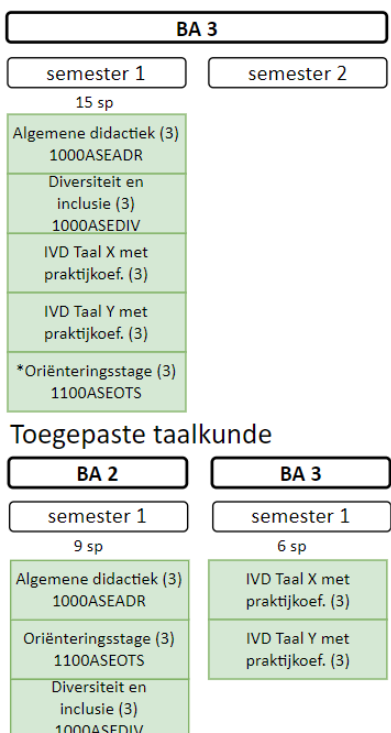 BA 3
semester 1
semester 2
15 sp
Algemene didactiek (3)
1000ASEADR
Diversiteit en
inclusie (3)
1000ASEDIV
IVD Taal X met
praktijkoef. (3)
IVD Taal Y met
praktijkoef. (3)
*Oriënteringsstage (3)
1100ASEOTS
Toegepaste taalkunde
BA 2
BA 3
semester 1
semester 1
9 sp
6 sp
Algemene didactiek (3)
1000ASEADR
IVD Taal X met
praktijkoef. (3)
Oriënteringsstage (3)
1100ASEOTS
IVD Taal Y met
praktijkoef. (3)
Diversiteit en
inclusie (3)
1000ASEDIV